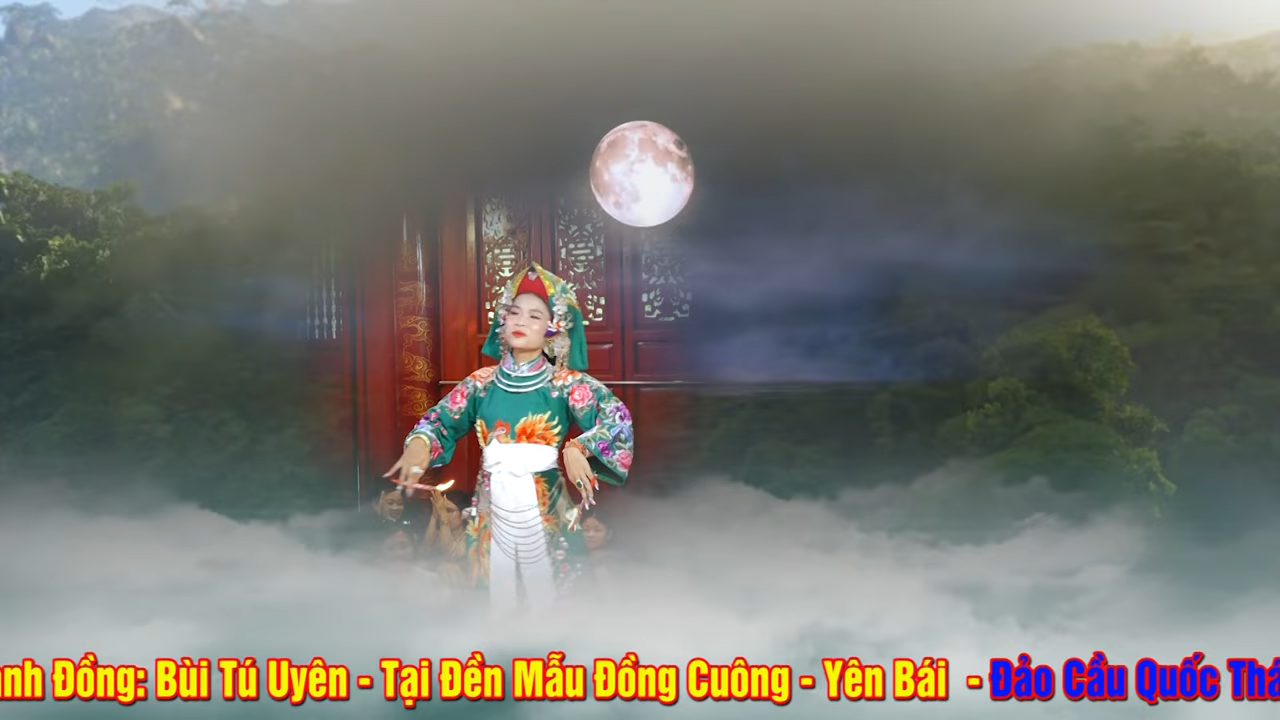 Đồng: Bùi Tú Uyên - Tại Đền Mẫu Đồng Cuông - Yên Bái - Đảo Cầu Quốc